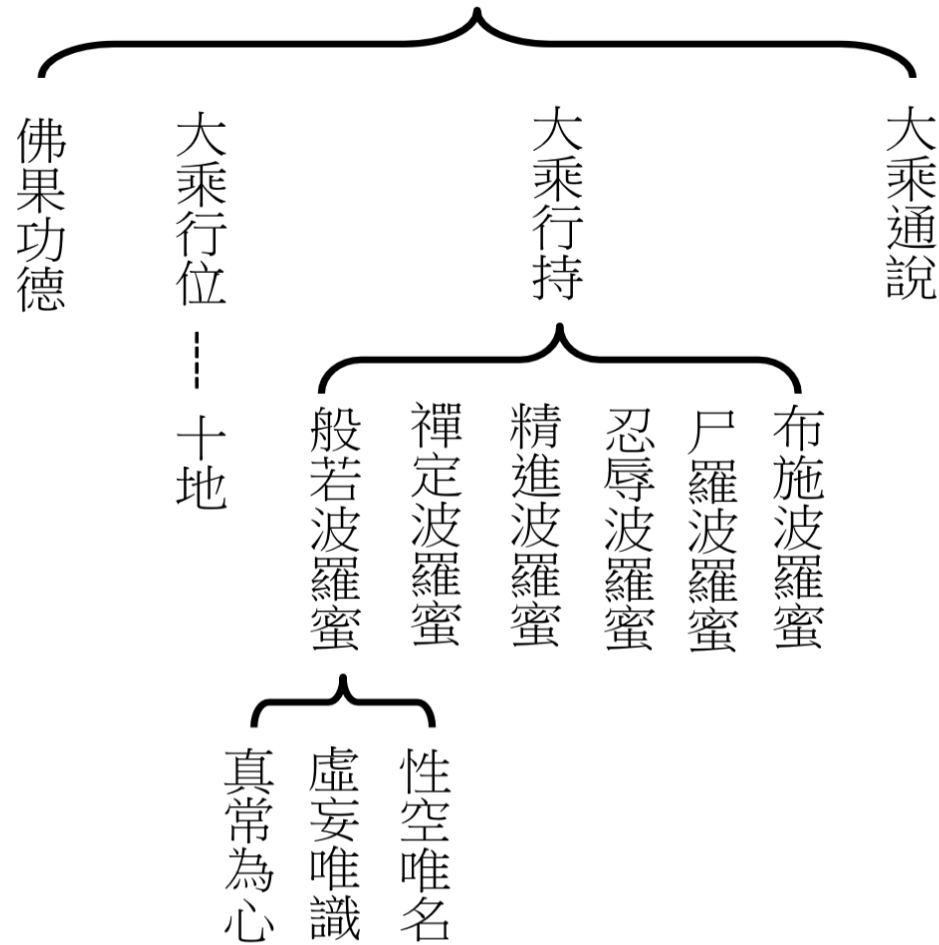 大乘通說
大乘行持
布施波羅蜜
尸羅波羅蜜
忍辱波羅蜜
精進波羅蜜
禪定波羅蜜
般若波羅蜜
性空唯名
虛妄唯識
真常為心
大乘行位
十地
佛果功德